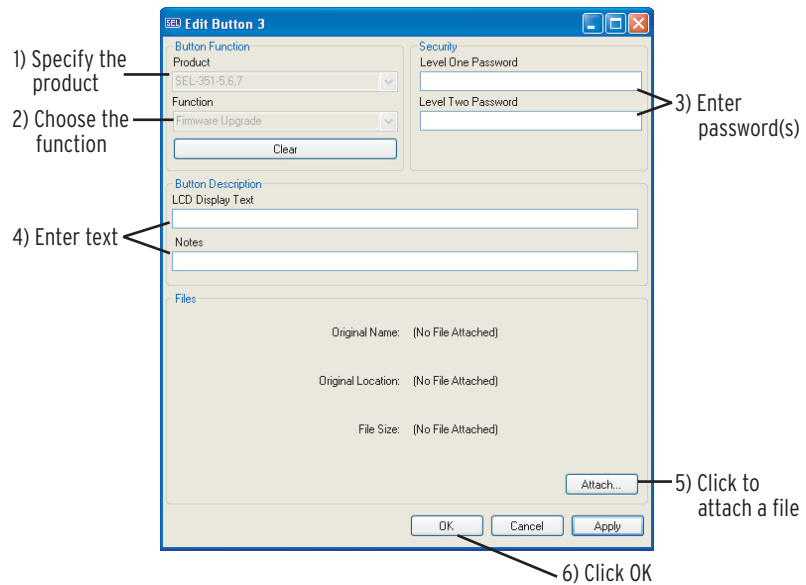 SEL Edit Button 3
1) Specify the
product
2) Choose the
function
Button Function
Product
SEL-351-5,6,7
Function
Firmware Upgrade
Clear
Security
Level One Password
Level Two Password
3) Enter
password(s)
Button Description
LCD Display Text
4) Enter text
Notes
Files
Original Name: (No File Attached)
Original Location: (No File Attached)
File Size: (No File Attached)
Attach...
5) Click to
attach a file
OK Cancel Apply
6) Click OK